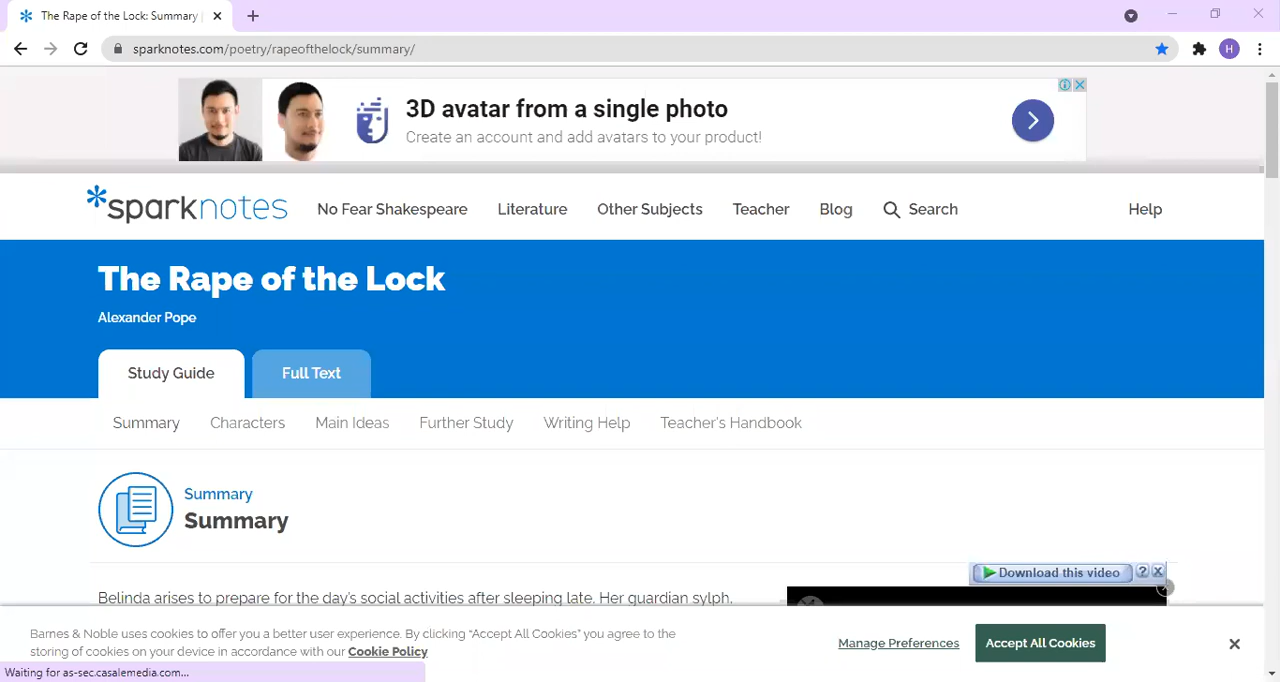 The Rape of the Lock: Summary
sparknotes.com/poetry/rapeofthelock/summary/
H
3D avatar from a single photo
Create an account and add avatars to your product!
sparknotes
No Fear Shakespeare Literature Other Subjects Teacher Blog Search Help
The Rape of the Lock
Alexander Pope
Study Guide Full Text
Summary Characters Main Ideas Further Study Writing Help Teacher's Handbook
Summary
Summary
Download this video ? X
Belinda arises to prepare for the day's social activities after sleeping late. Her guardian sylph,
Barnes & Noble uses cookies to offer you a better user experience. By clicking “Accept All Cookies” you agree to the
storing of cookies on your device in accordance with our Cookie Policy
Manage Preferences Accept All Cookies
Waiting for as-sec.casalemedia.com...